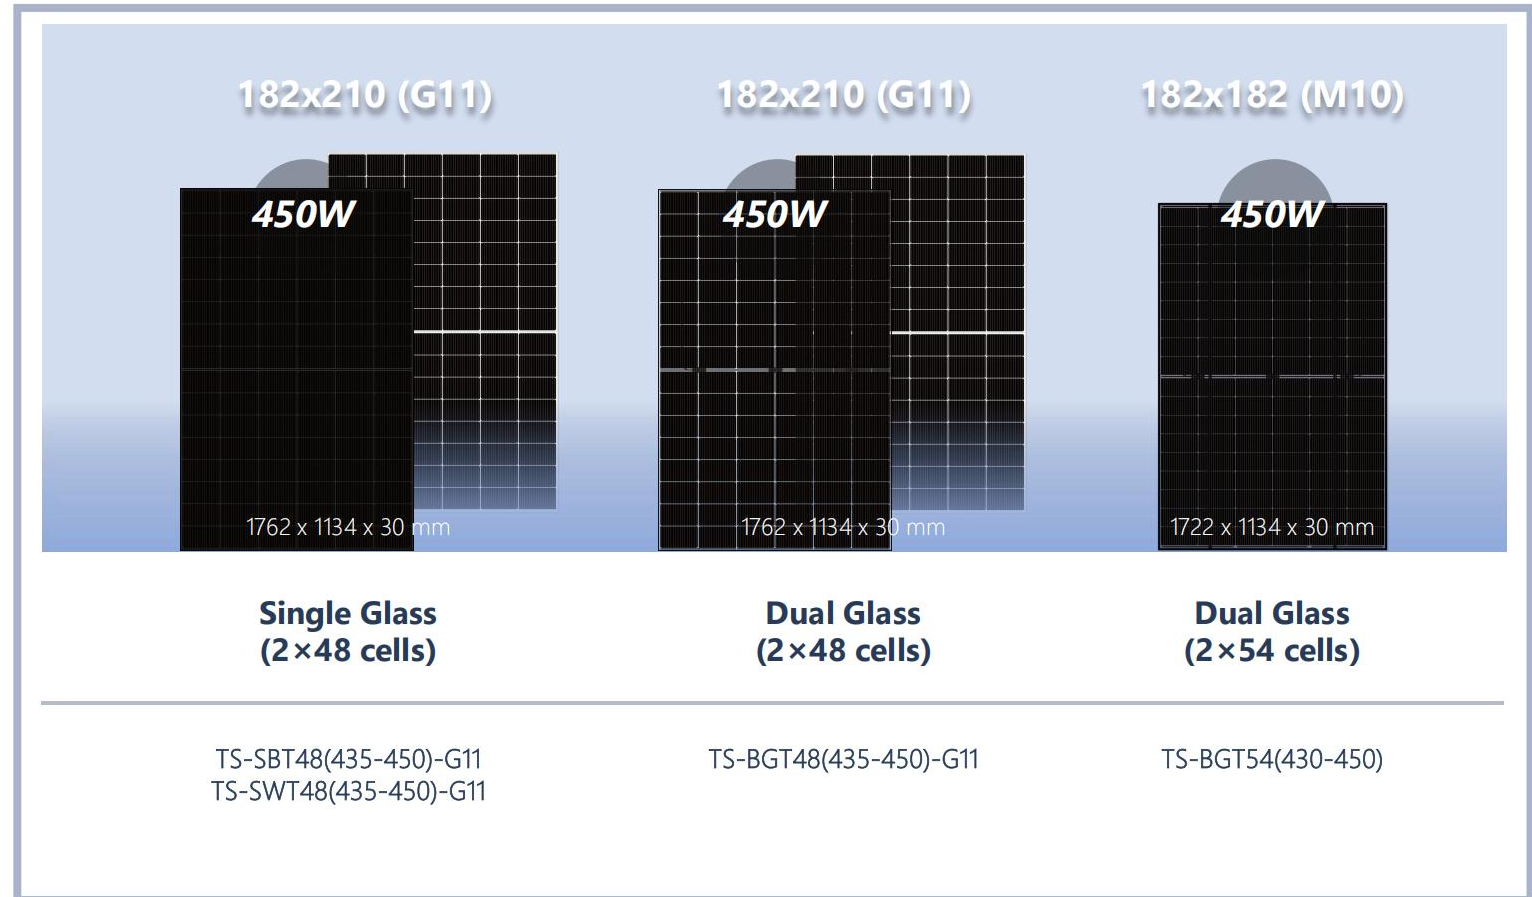 182x210 (G11)
182x210 (G11)
182x182 (M10)
450W
450W
450W
1762 x 1134 x 30 mm
1762 x 1134 x 30 mm
1722 x 1134 x 30 mm
Single Glass
(2×48 cells)
Dual Glass
(2×48 cells)
Dual Glass
(2×54 cells)
TS-SBT48(435-450)-G11
TS-SWT48(435-450)-G11
TS-BGT48(435-450)-G11
TS-BGT54(430-450)